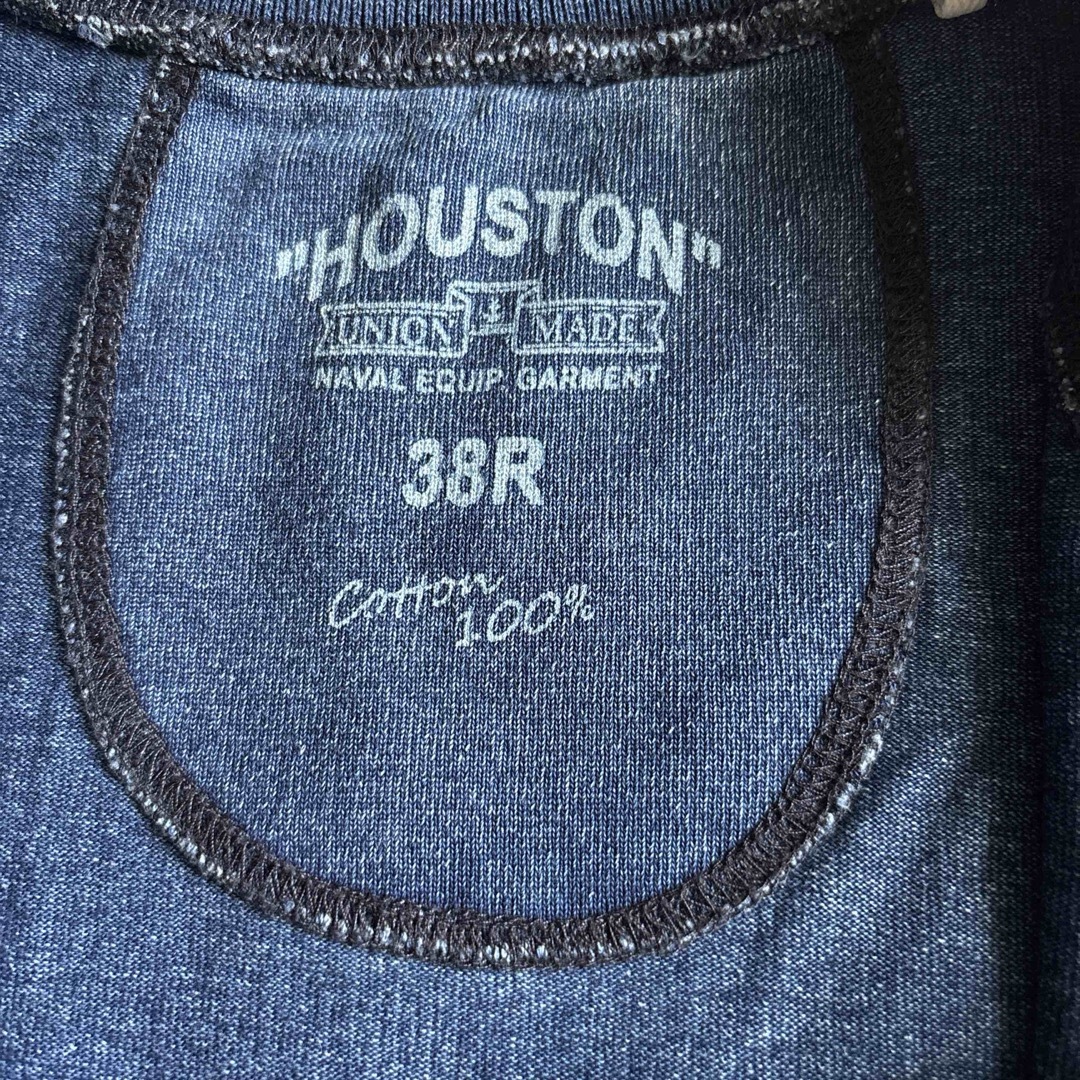 "HOUSTON"
UNION & MADE
NAVAL EQUIP. GARMENT
38R
Cotton
100%